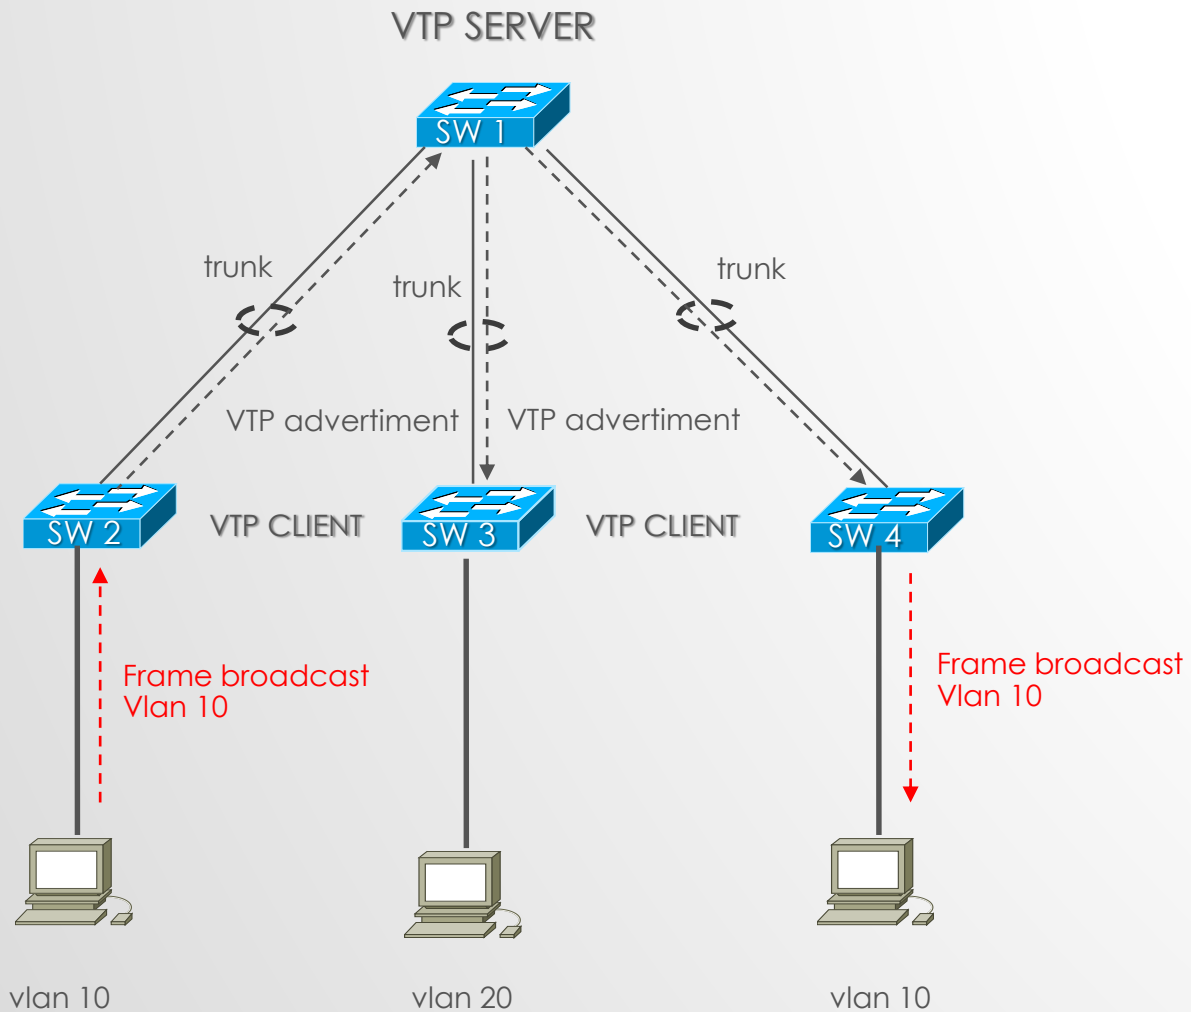 VTP SERVER
SW 1
trunk
trunk
trunk
VTP advertiment
VTP advertiment
SW 2
VTP CLIENT
SW 3
VTP CLIENT
SW 4
Frame broadcast
Vlan 10
Frame broadcast
Vlan 10
vlan 10
vlan 20
vlan 10